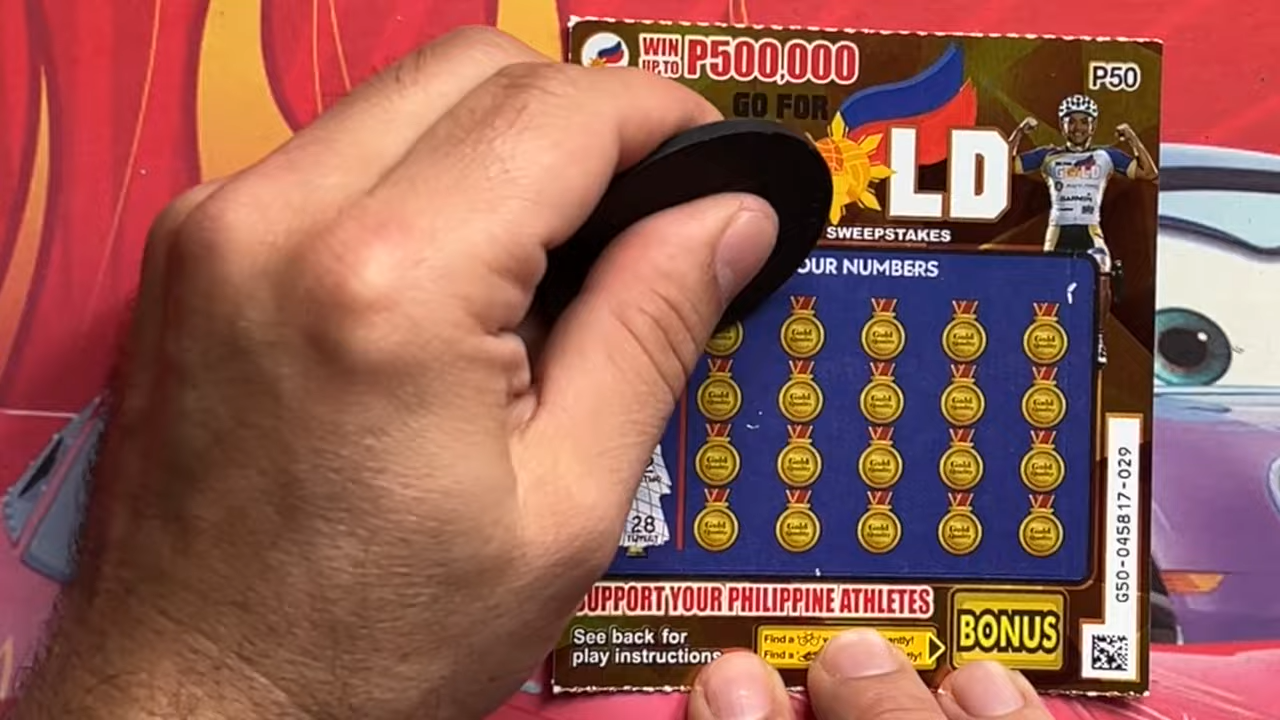 WIN UP TO P500,000
P50
GO FOR
LD
SWEEPSTAKES
OUR NUMBERS
28
SUPPORT YOUR PHILIPPINE ATHLETES
See back for
play instructions
Find a
Find a
BONUS
G50-045817-029